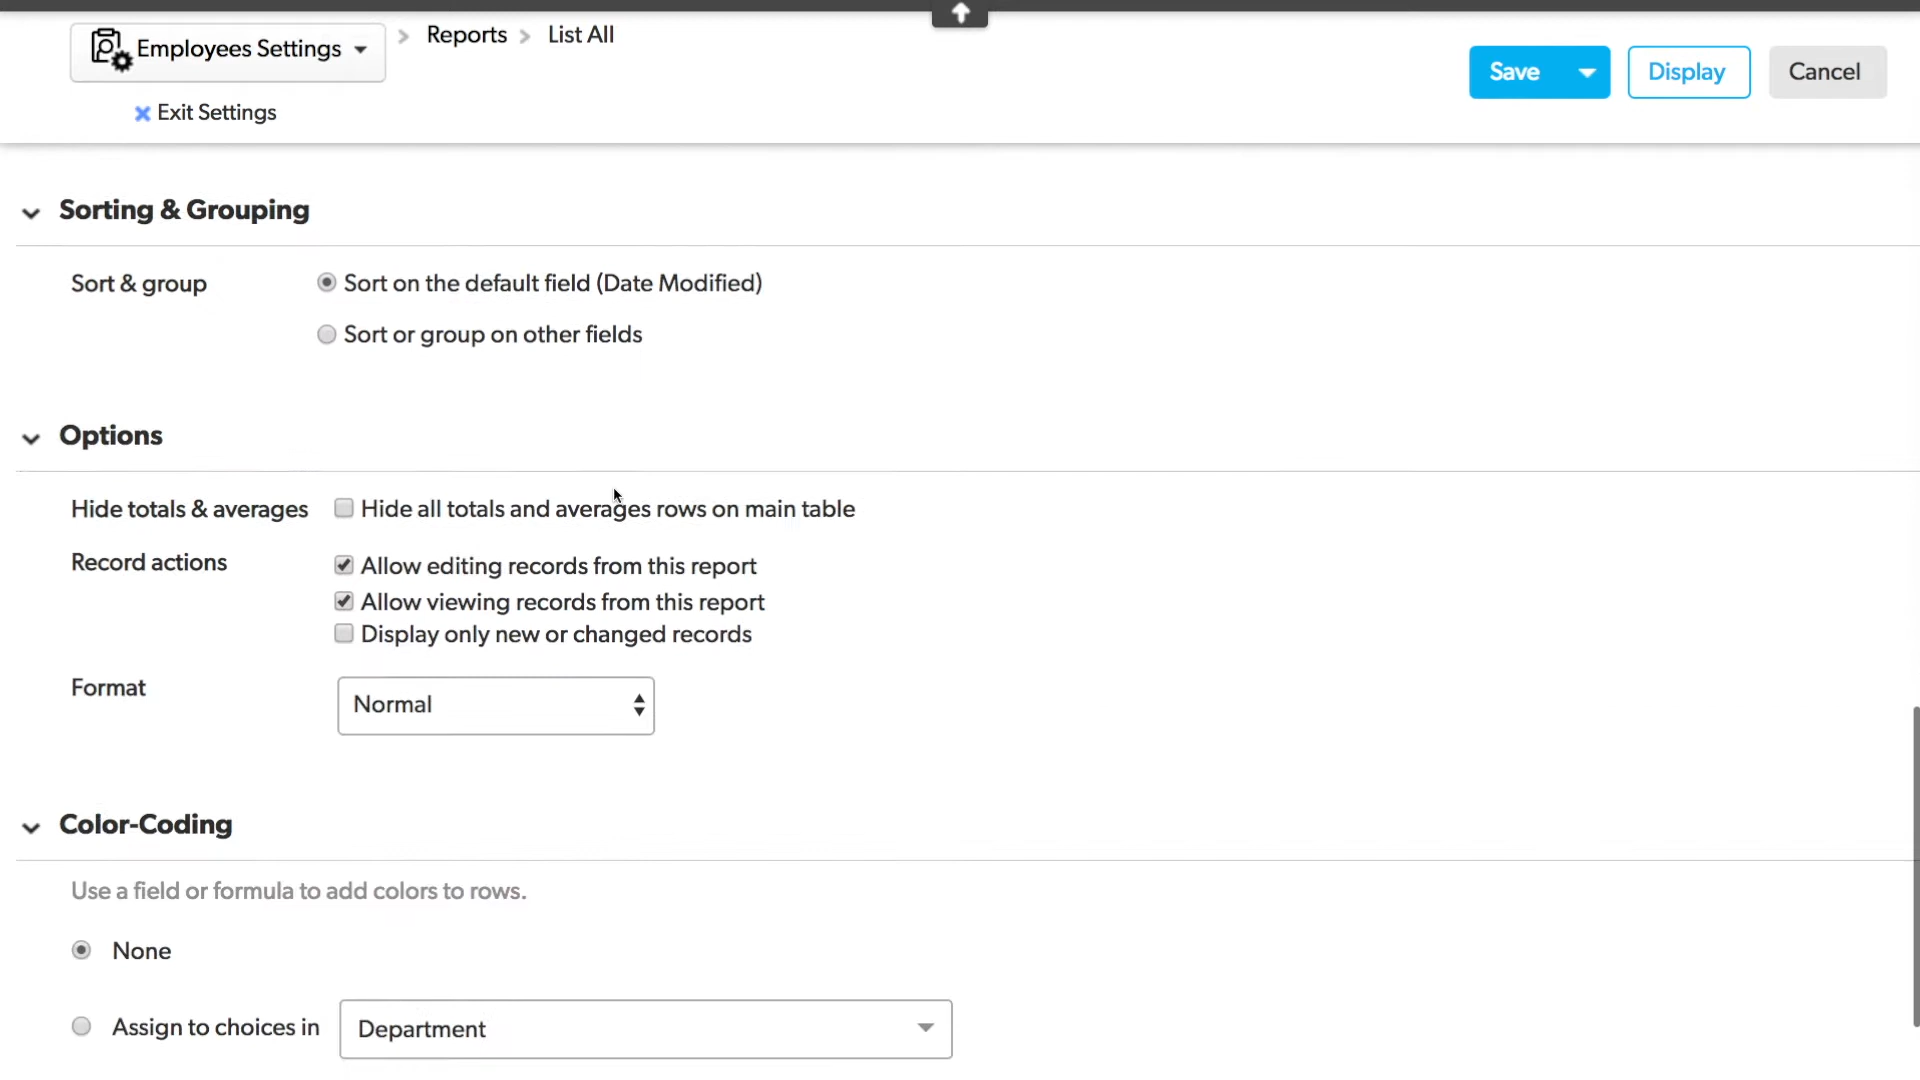 Employees Settings > Reports > List All
Save
Display
Cancel
Exit Settings
Sorting & Grouping
Sort & group
Sort on the default field (Date Modified)
Sort or group on other fields
Options
Hide totals & averages
Hide all totals and averages rows on main table
Record actions
Allow editing records from this report
Allow viewing records from this report
Display only new or changed records
Format
Normal
Color-Coding
Use a field or formula to add colors to rows.
None
Assign to choices in
Department